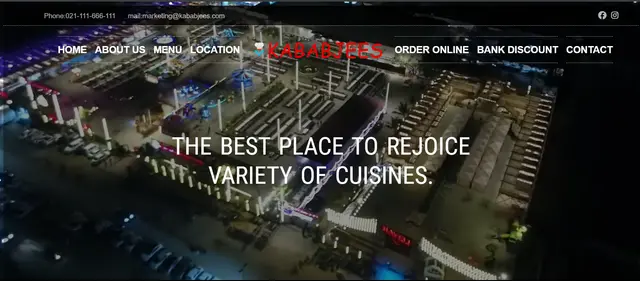 Phone:021-111-666-111
mail:marketing@kababjees.com
HOME ABOUT US MENU LOCATION KABABJEES ORDER ONLINE BANK DISCOUNT CONTACT
THE BEST PLACE TO REJOICE
VARIETY OF CUISINES.